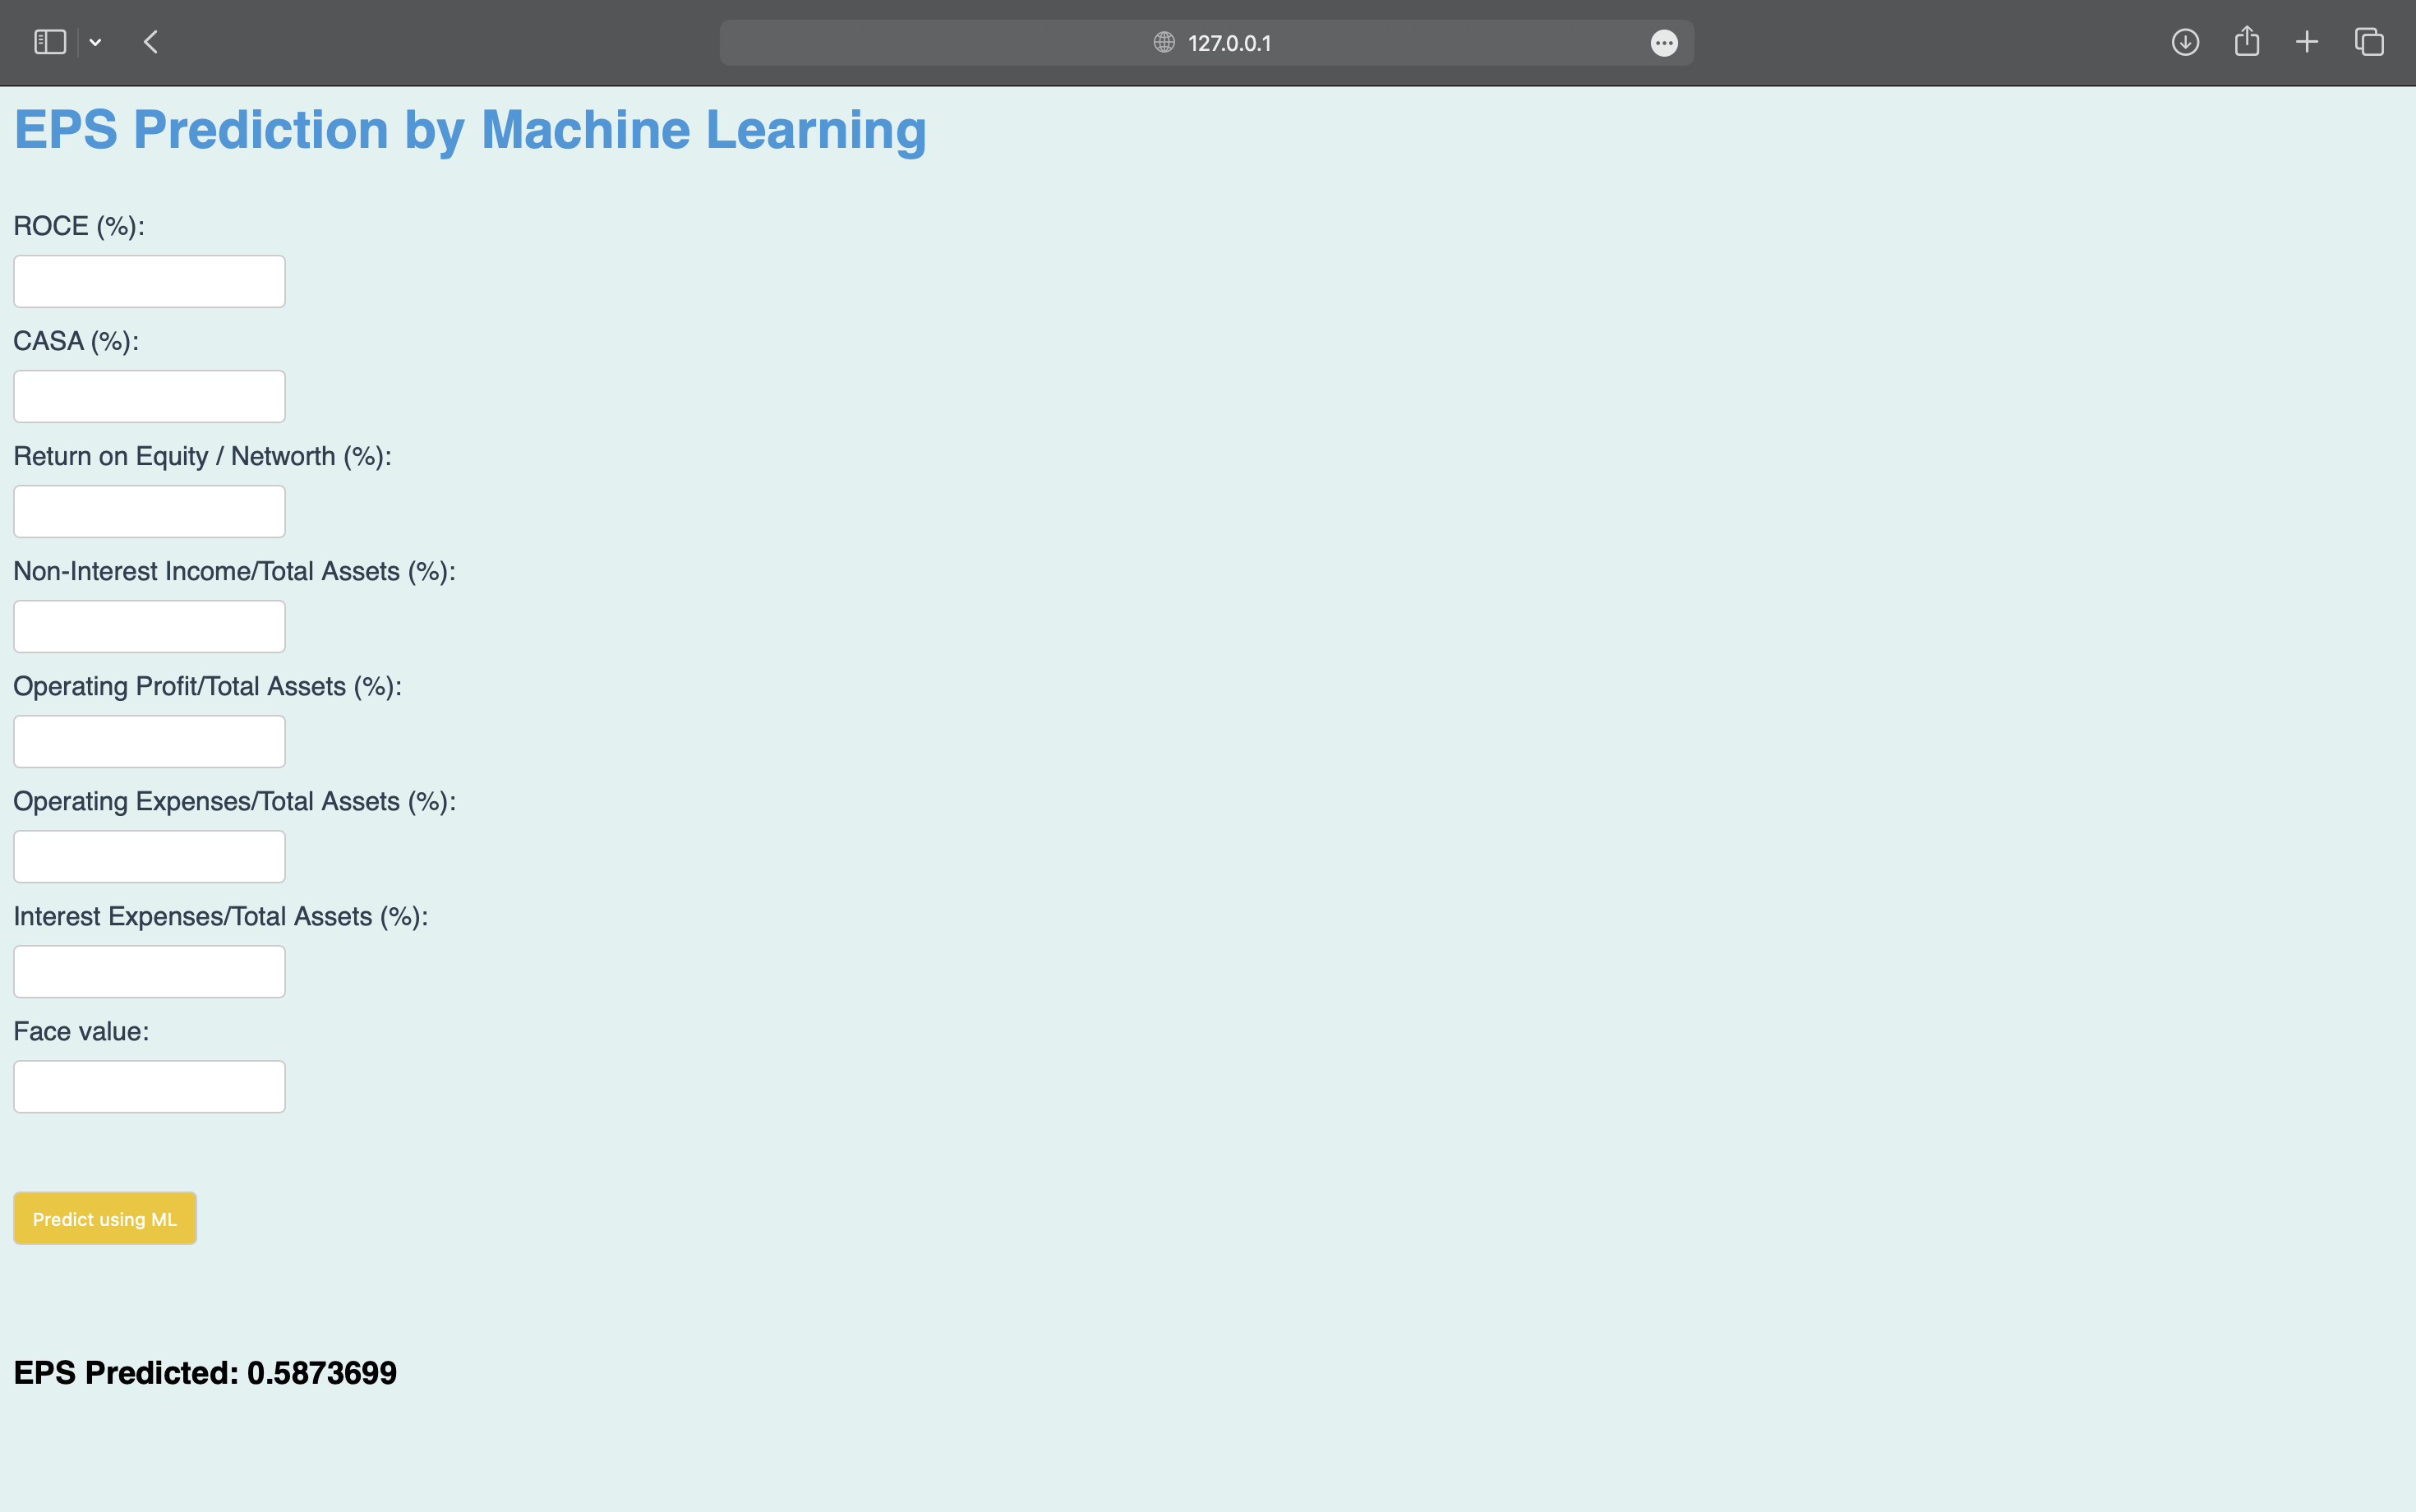 127.0.0.1
EPS Prediction by Machine Learning
ROCE (%):
CASA (%):
Return on Equity / Networth (%):
Non-Interest Income/Total Assets (%):
Operating Profit/Total Assets (%):
Operating Expenses/Total Assets (%):
Interest Expenses/Total Assets (%):
Face value:
Predict using ML
EPS Predicted: 0.5873699